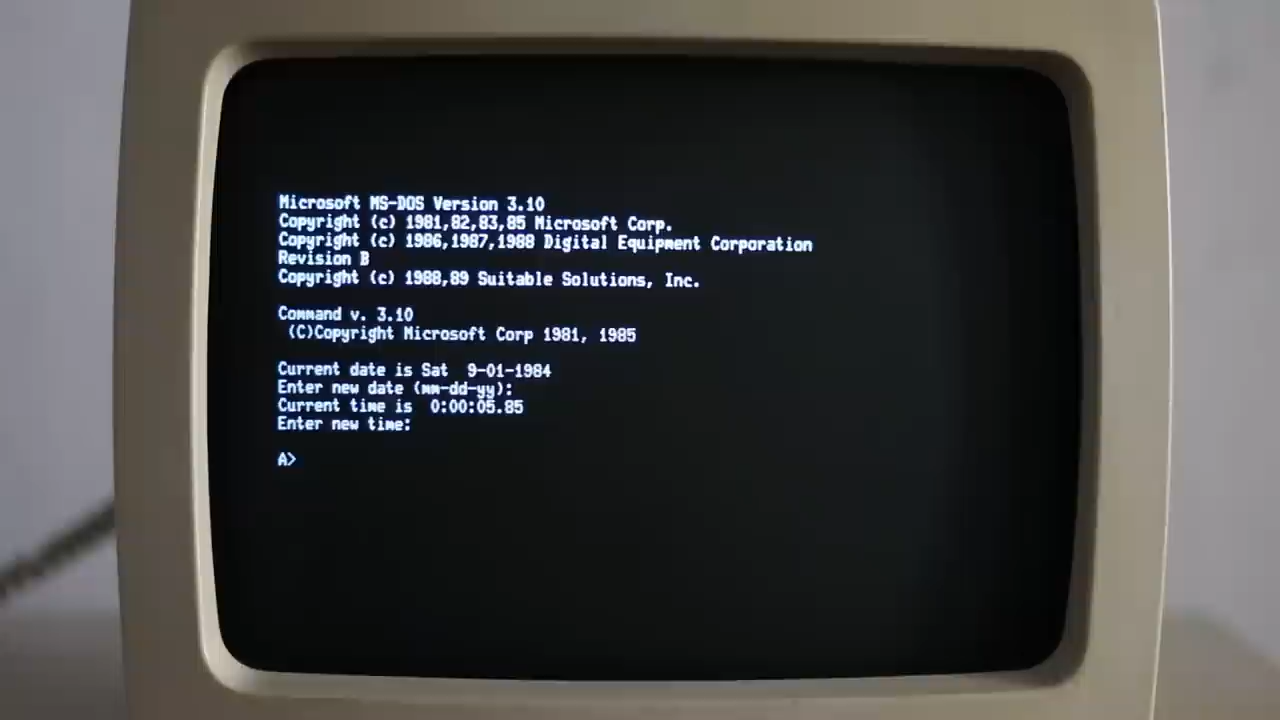 Microsoft MS-DOS Version 3.10
Copyright (c) 1981,82,83,85 Microsoft Corp.
Copyright (c) 1986,1987,1988 Digital Equipment Corporation
Revision B
Copyright (c) 1988,89 Suitable Solutions, Inc.
Command v. 3.10
(C)Copyright Microsoft Corp 1981, 1985
Current date is Sat  9-01-1984
Enter new date (mm-dd-yy):
Current time is  0:00:05.85
Enter new time:
A>